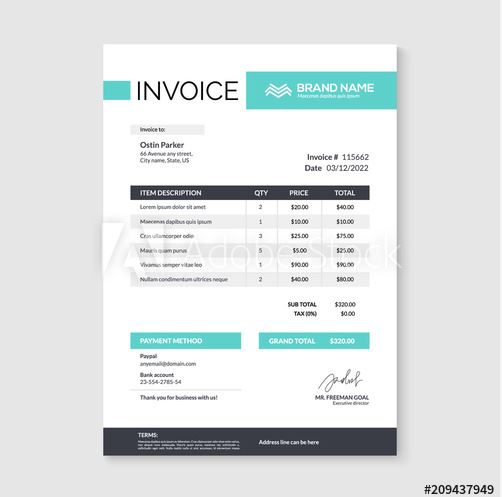 INVOICE
BRAND NAME
Maecenas dapibus quis ipsum
Invoice to:
Ostin Parker
66 Avenue any street,
City name, State, US
Invoice # 115662
Date 03/12/2022
ITEM DESCRIPTION QTY PRICE TOTAL
Lorem ipsum dolor sit amet 2 $20.00 $40.00
Maecenas dapibus quis ipsum 1 $10.00 $10.00
Cras ullamcorper odio 3 $25.00 $75.00
Mauris quam purus 5 $5.00 $25.00
Vivamus semper vitae leo 1 $90.00 $90.00
Nullam condimentum ultrices neque 2 $40.00 $80.00
Adobe Stock
SUB TOTAL $320.00
TAX (0%) $0.00
PAYMENT METHOD
GRAND TOTAL $320.00
Paypal
anyemail@domain.com
Bank account
23-554-2785-54
Thank you for business with us!
MR. FREEMAN GOAL
Executive director
TERMS:
Maecenas dapibus quis ipsum
Address line can be here
#209437949